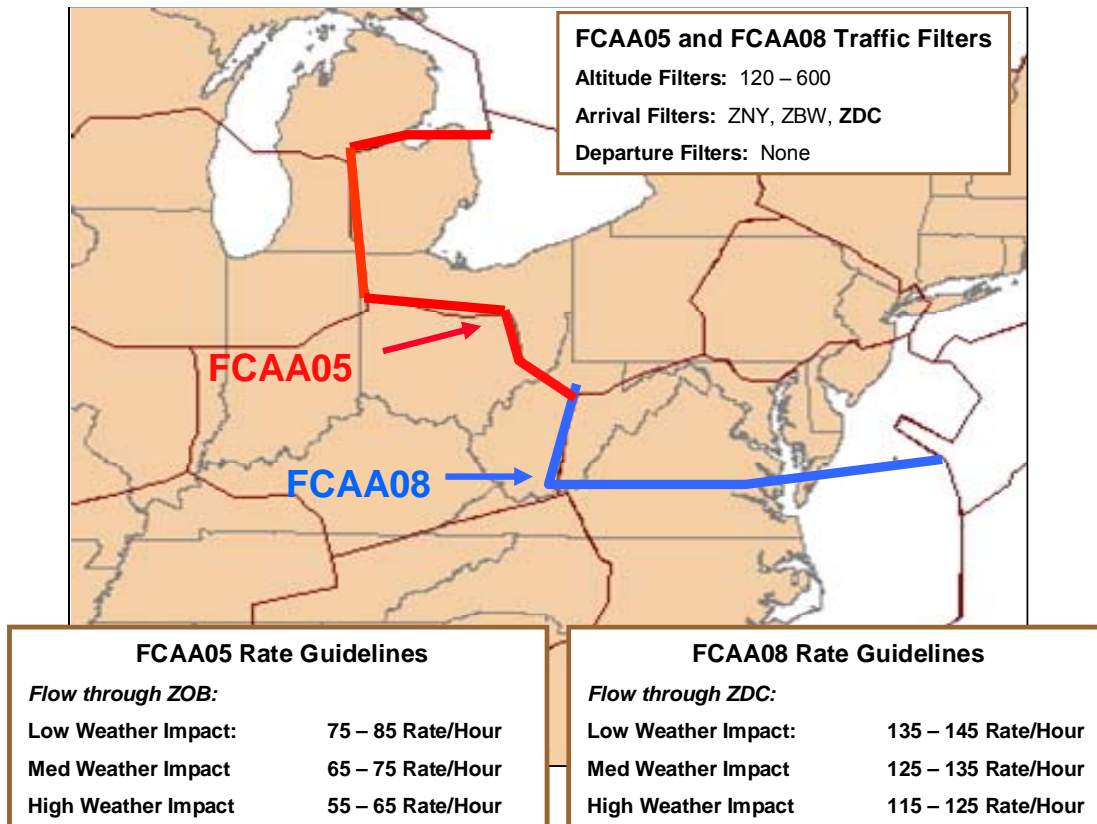 FCAA05 and FCAA08 Traffic Filters
Altitude Filters: 120 – 600
Arrival Filters: ZNY, ZBW, ZDC
Departure Filters: None
FCAA05
FCAA08
FCAA05 Rate Guidelines
Flow through ZOB:
Low Weather Impact: 75 – 85 Rate/Hour
Med Weather Impact 65 – 75 Rate/Hour
High Weather Impact 55 – 65 Rate/Hour
FCAA08 Rate Guidelines
Flow through ZDC:
Low Weather Impact: 135 – 145 Rate/Hour
Med Weather Impact 125 – 135 Rate/Hour
High Weather Impact 115 – 125 Rate/Hour